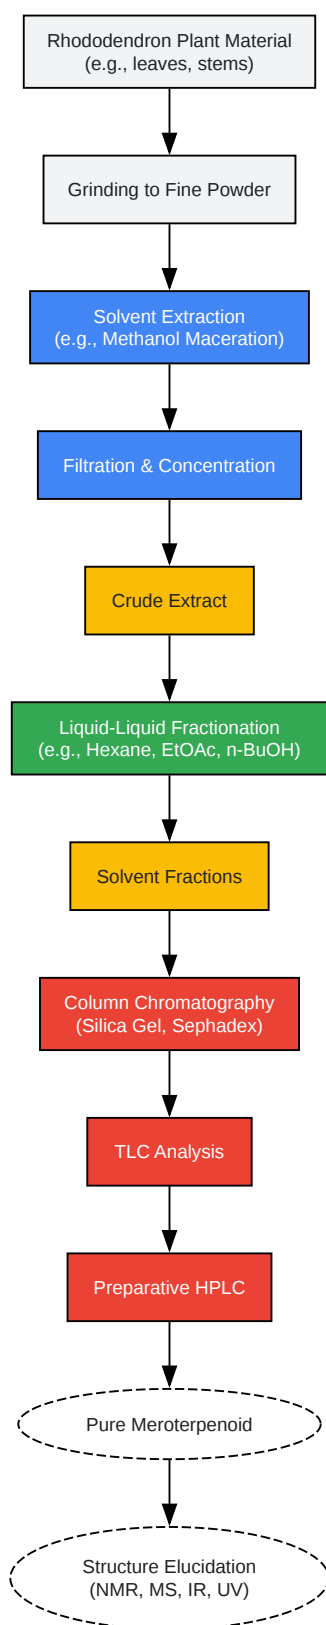 Rhododendron Plant Material
(e.g., leaves, stems)
Grinding to Fine Powder
Solvent Extraction
(e.g., Methanol Maceration)
Filtration & Concentration
Crude Extract
Liquid-Liquid Fractionation
(e.g., Hexane, EtOAc, n-BuOH)
Solvent Fractions
Column Chromatography
(Silica Gel, Sephadex)
TLC Analysis
Preparative HPLC
Pure Meroterpenoid
Structure Elucidation
(NMR, MS, IR, UV)